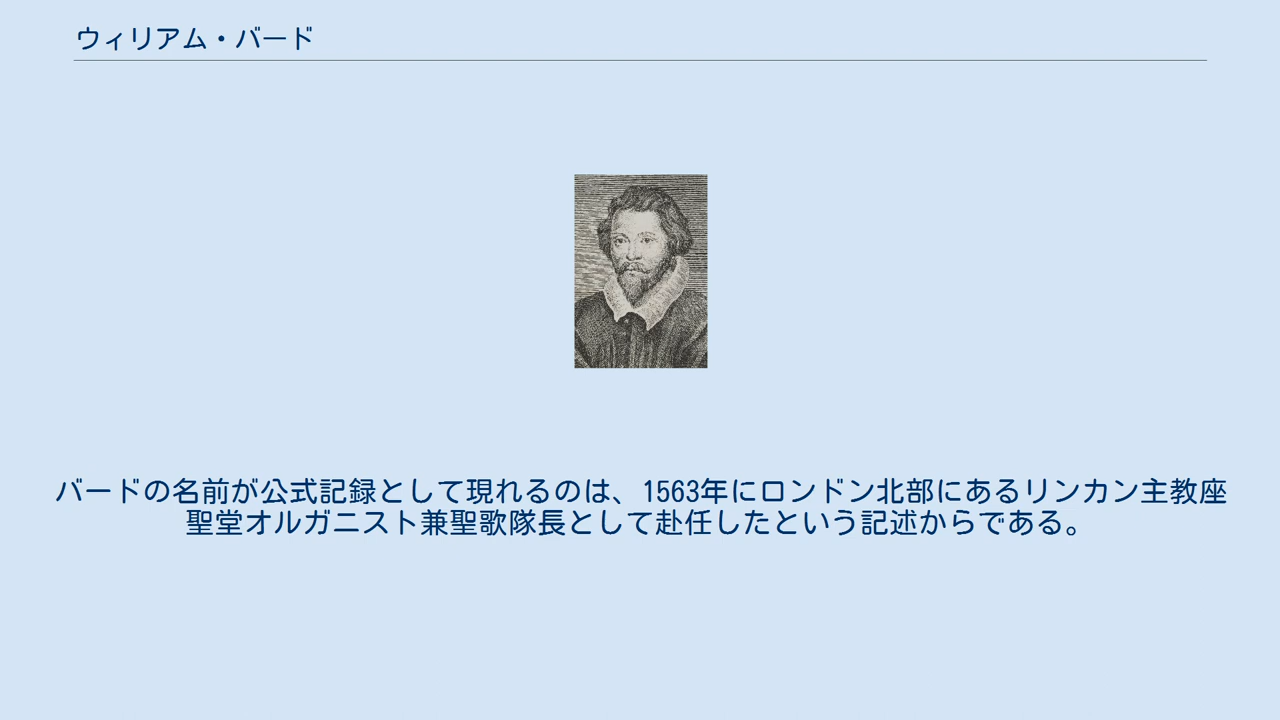 ウィリアム・バード
バードの名前が公式記録として現れるのは、1563年にロンドン北部にあるリンカン主教座
聖堂オルガニスト兼聖歌隊長として赴任したという記述からである。